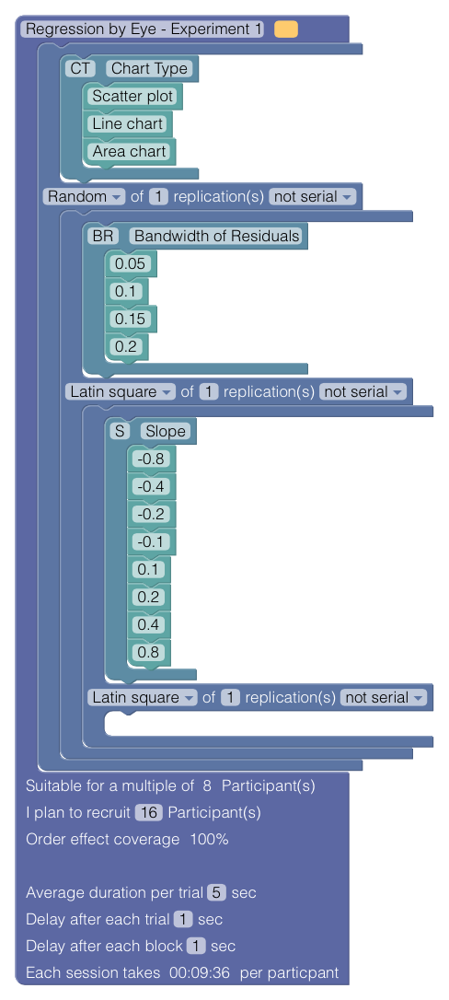 Regression by Eye - Experiment 1
CT Chart Type
Scatter plot
Line chart
Area chart
Random of 1 replication(s) not serial
BR Bandwidth of Residuals
0.05
0.1
0.15
0.2
Latin square of 1 replication(s) not serial
S Slope
-0.8
-0.4
-0.2
-0.1
0.1
0.2
0.4
0.8
Latin square of 1 replication(s) not serial
Suitable for a multiple of 8 Participant(s)
I plan to recruit 16 Participant(s)
Order effect coverage 100%
Average duration per trial 5 sec
Delay after each trial 1 sec
Delay after each block 1 sec
Each session takes 00:09:36 per particpant